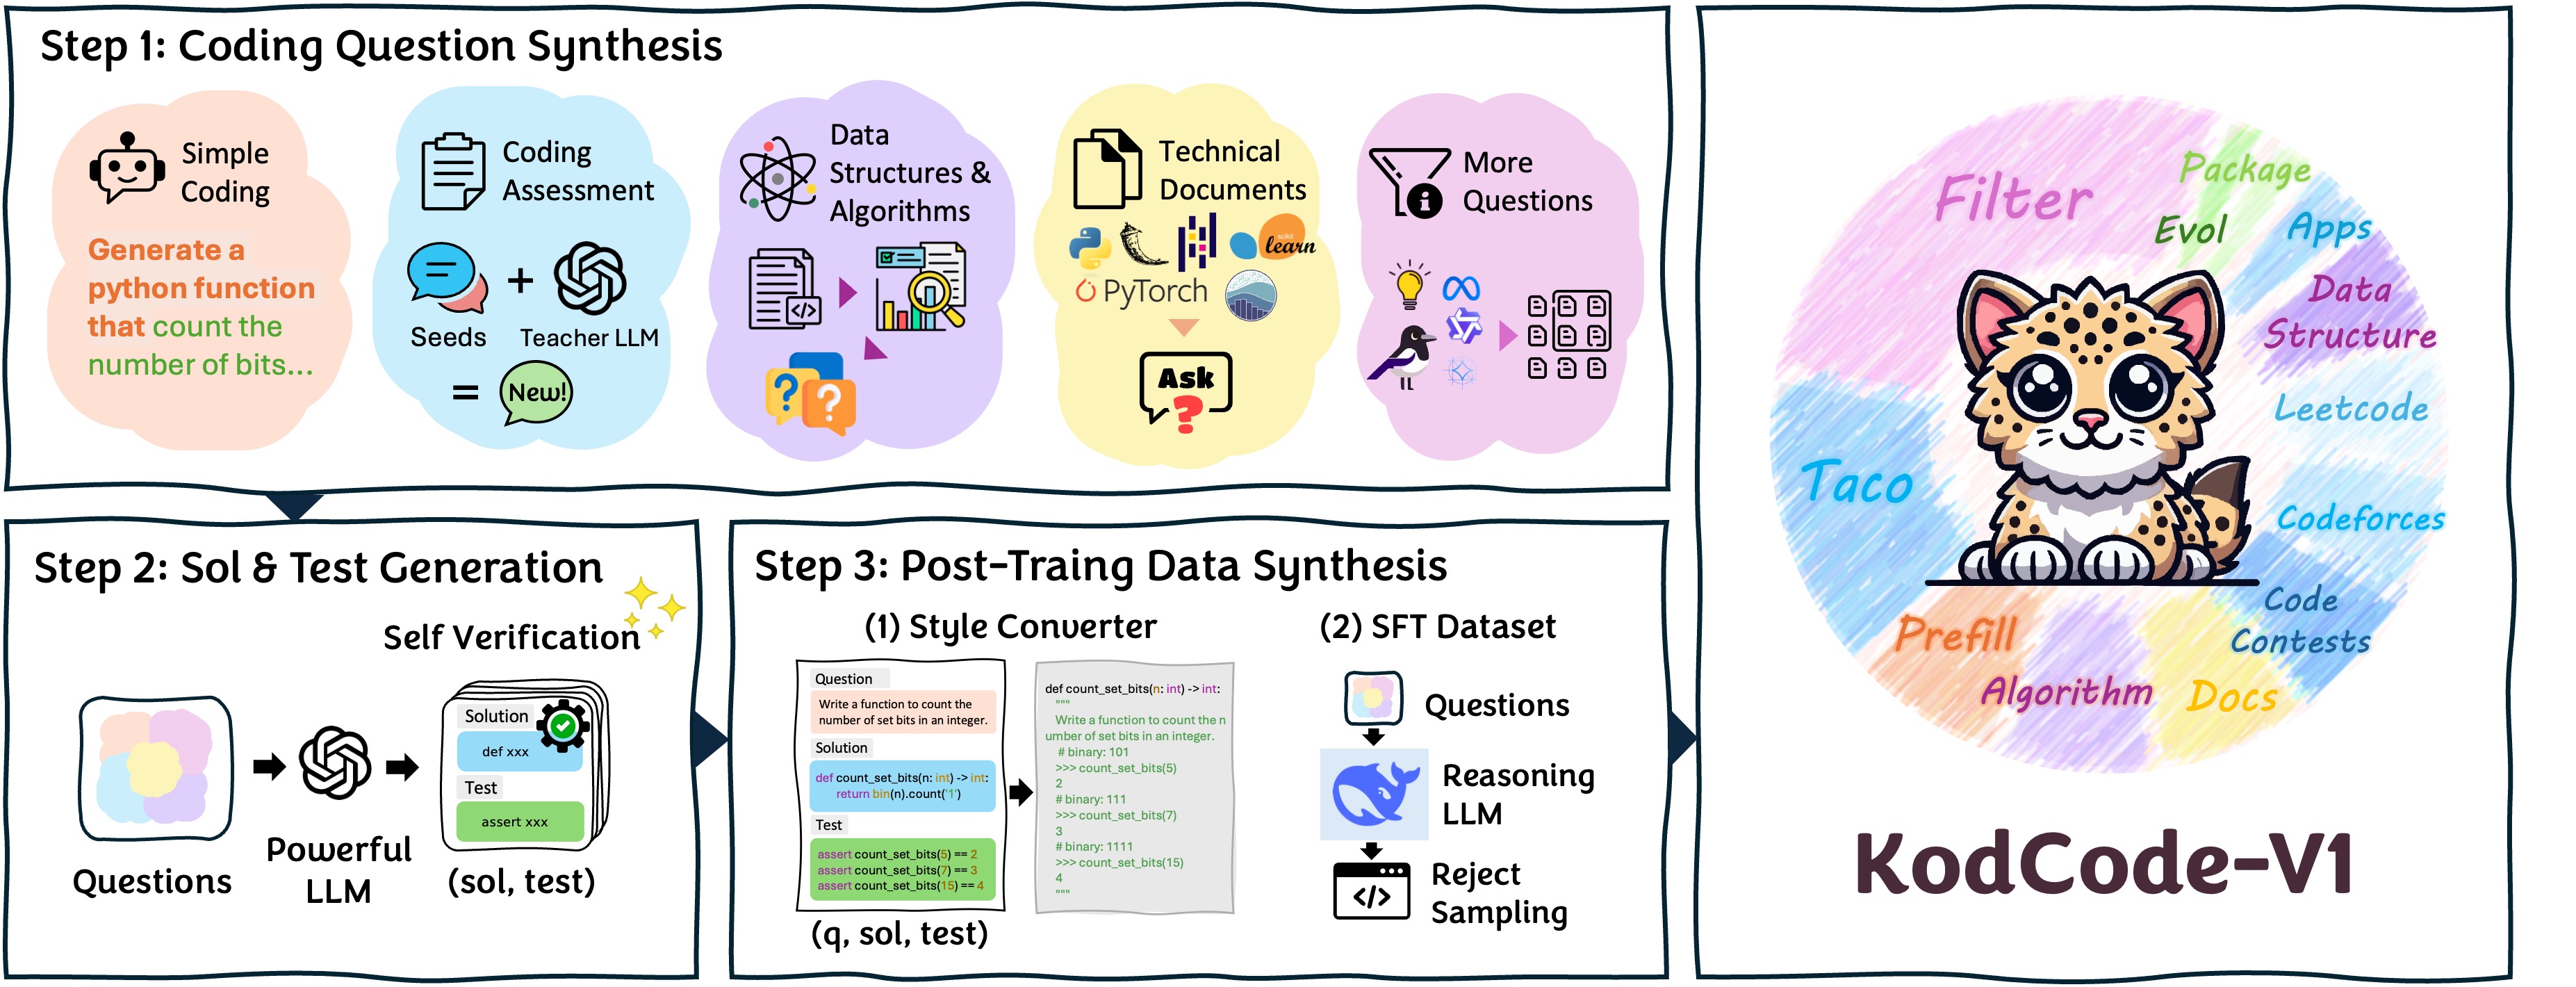 Step 1: Coding Question Synthesis
Simple
Coding
Generate a
python function
that count the
number of bits...
Coding
Assessment
+
Seeds
Teacher LLM
=
New!
Data
Structures &
Algorithms
</>
?
?
Technical
Documents
scikit
learn
PyTorch
Ask
?
More
Questions
i
Step 2: Sol & Test Generation
Self Verification
Questions
Powerful
LLM
Solution
def xxx
Test
assert xxx
(sol, test)
Step 3: Post-Traing Data Synthesis
(1) Style Converter
Question
Write a function to count the
number of set bits in an integer.
Solution
def count_set_bits(n: int) -> int:
return bin(n).count('1')
Test
assert count_set_bits(5) == 2
assert count_set_bits(7) == 3
assert count_set_bits(15) == 4
(q, sol, test)
def count_set_bits(n: int) -> int:
"""
Write a function to count the n
umber of set bits in an integer.
# binary: 101
>>> count_set_bits(5)
2
# binary: 111
>>> count_set_bits(7)
3
# binary: 1111
>>> count_set_bits(15)
4
"""
(2) SFT Dataset
Questions
Reasoning
LLM
</>
Reject
Sampling
Filter
Package
Evol
Apps
Data
Structure
Leetcode
Taco
Codeforces
Code
Contests
Prefill
Algorithm
Docs
KodCode-V1